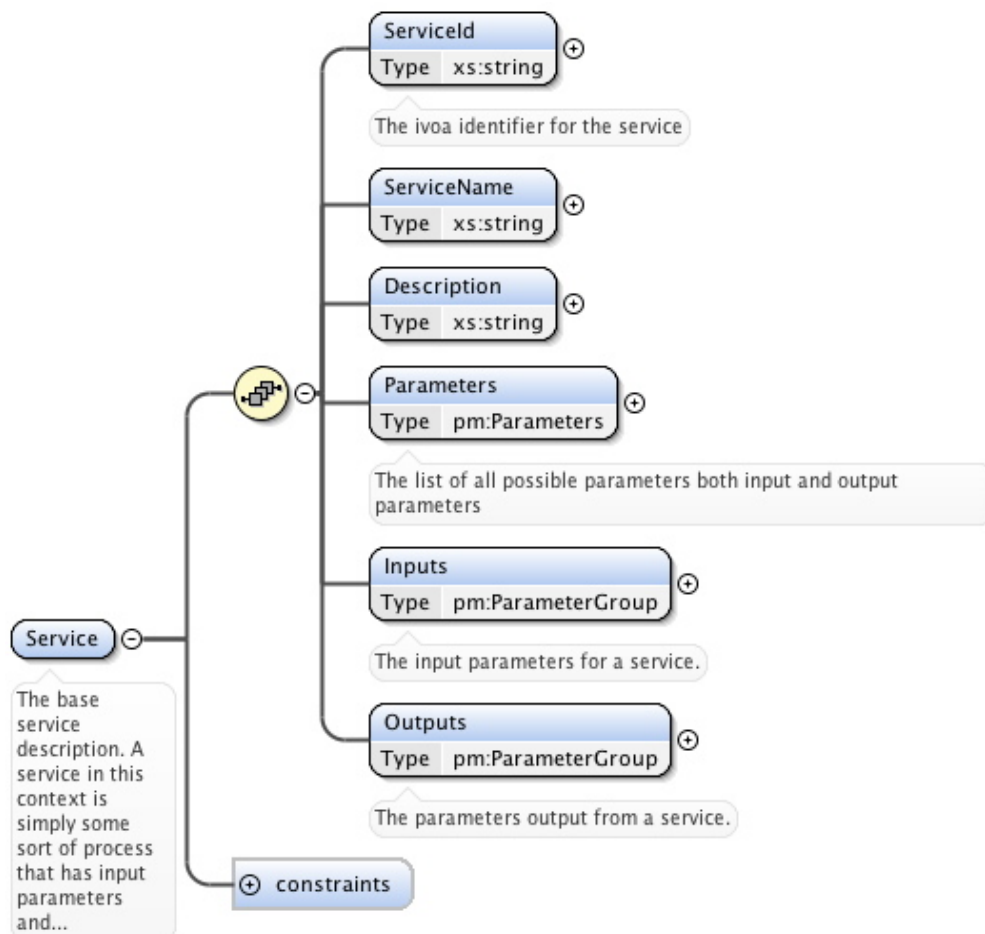 ServiceId
Type xs:string
The ivoa identifier for the service
ServiceName
Type xs:string
Description
Type xs:string
Parameters
Type pm:Parameters
The list of all possible parameters both input and output
parameters
Inputs
Type pm:ParameterGroup
The input parameters for a service.
Service
The base
service
description. A
service in this
context is
simply some
sort of process
that has input
parameters
and...
Outputs
Type pm:ParameterGroup
The parameters output from a service.
constraints